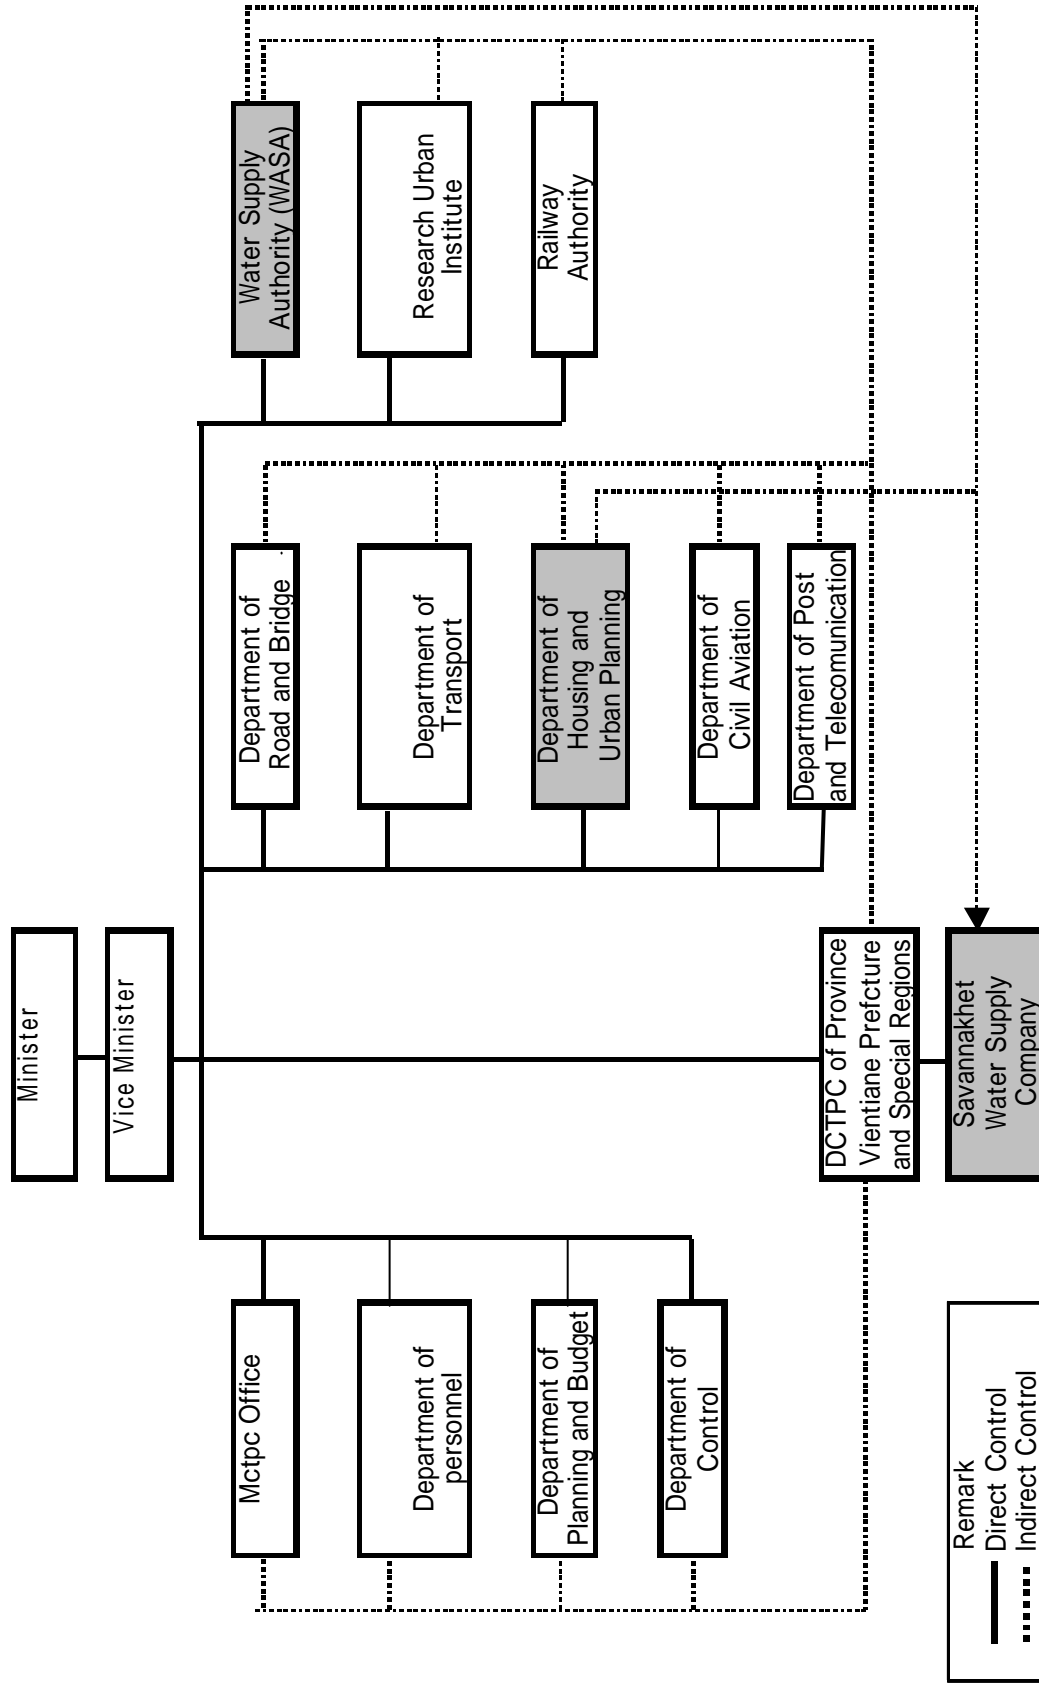 Minister
Vice Minister
Mctpc Office
Department of
personnel
Department of
Planning and Budget
Department of
Control
Department of
Road and Bridge .
Department of
Transport
Department of
Housing and
Urban Planning
Department of
Civil Aviation
Department of Post
and Telecomunication
Water Supply
Authority (WASA)
Research Urban
Institute
Railway
Authority
DCTPC of Province
Vientiane Prefcture
and Special Regions
Savannakhet
Water Supply
Company
Remark
Direct Control
Indirect Control